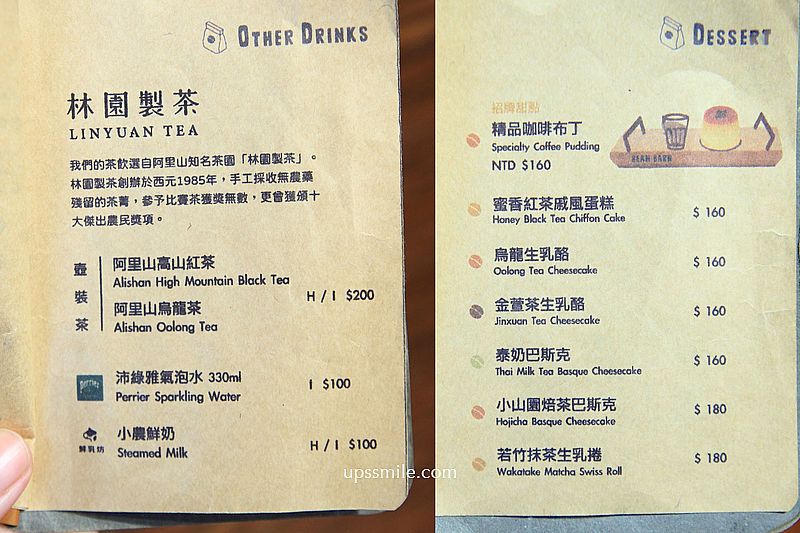 OTHER DRINKS
林園製茶
LINYUAN TEA
我們的茶飲選自阿里山知名茶園「林園製茶」。
林園製茶創辦於西元1985年，手工採收無農藥
殘留的茶菁，參予比賽茶獲獎無數，更曾獲頒十
大傑出農民獎項。
壺裝茶
阿里山高山紅茶
Alishan High Mountain Black Tea
阿里山烏龍茶
Alishan Oolong Tea
H / I $200
Perrier
沛綠雅氣泡水 330ml
Perrier Sparkling Water
I $100
鮮乳坊
小農鮮奶
Steamed Milk
H / I $100
DESSERT
招牌甜點
精品咖啡布丁
Specialty Coffee Pudding
NTD $160
BEAN BARN
蜜香紅茶戚風蛋糕
Honey Black Tea Chiffon Cake
$ 160
烏龍生乳酪
Oolong Tea Cheesecake
$ 160
金萱茶生乳酪
Jinxuan Tea Cheesecake
$ 160
泰奶巴斯克
Thai Milk Tea Basque Cheesecake
$ 160
小山園焙茶巴斯克
Hojicha Basque Cheesecake
$ 180
若竹抹茶生乳捲
Wakatake Matcha Swiss Roll
$ 180
upssmile.com